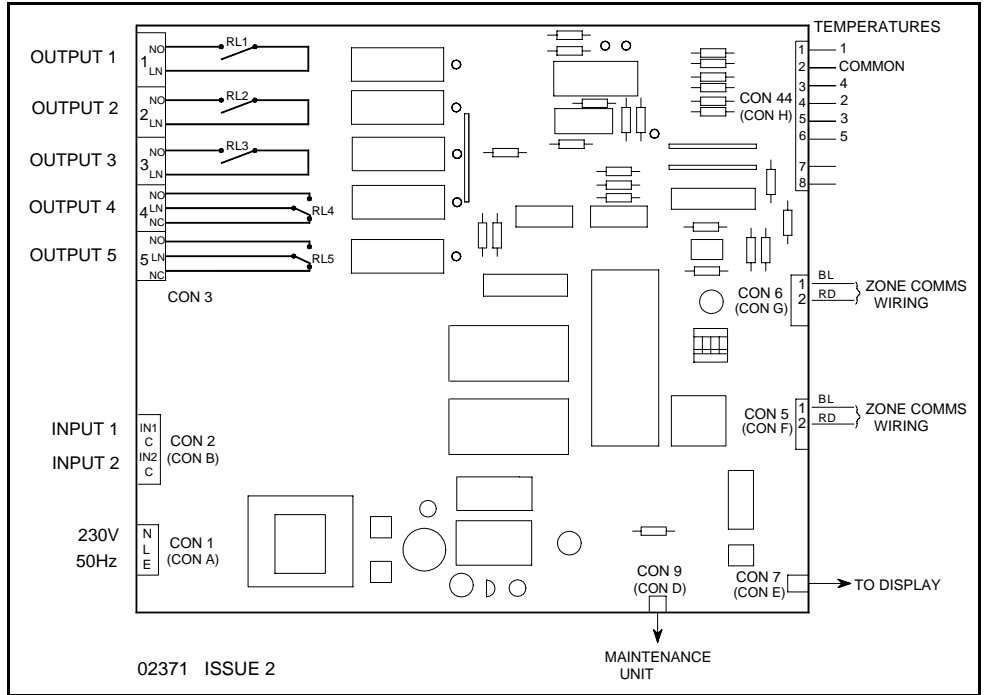 TEMPERATURES
OUTPUT 1
1
NO
LN
RL1
OUTPUT 2
2
NO
LN
RL2
OUTPUT 3
3
NO
LN
RL3
OUTPUT 4
4
NO
LN
NC
RL4
OUTPUT 5
5
NO
LN
NC
RL5
CON 3
CON 44
(CON H)
1 1
2 COMMON
3 4
4 2
5 3
6 5
7
8
CON 6
(CON G)
1 BL
2 RD
ZONE COMMS
WIRING
CON 5
(CON F)
1 BL
2 RD
ZONE COMMS
WIRING
INPUT 1
INPUT 2
IN1
C
IN2
C
CON 2
(CON B)
230V
50Hz
N
L
E
CON 1
(CON A)
CON 9
(CON D)
CON 7
(CON E)
TO DISPLAY
MAINTENANCE
UNIT
02371 ISSUE 2